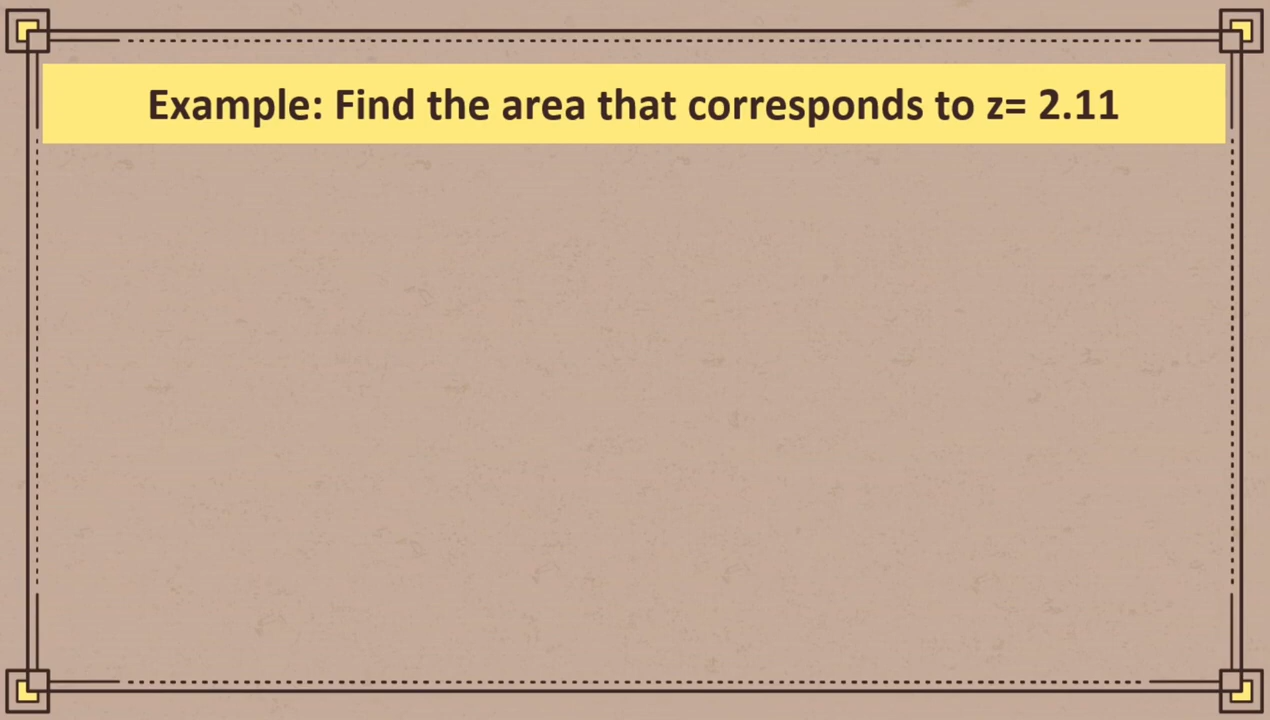 Example: Find the area that corresponds to z= 2.11